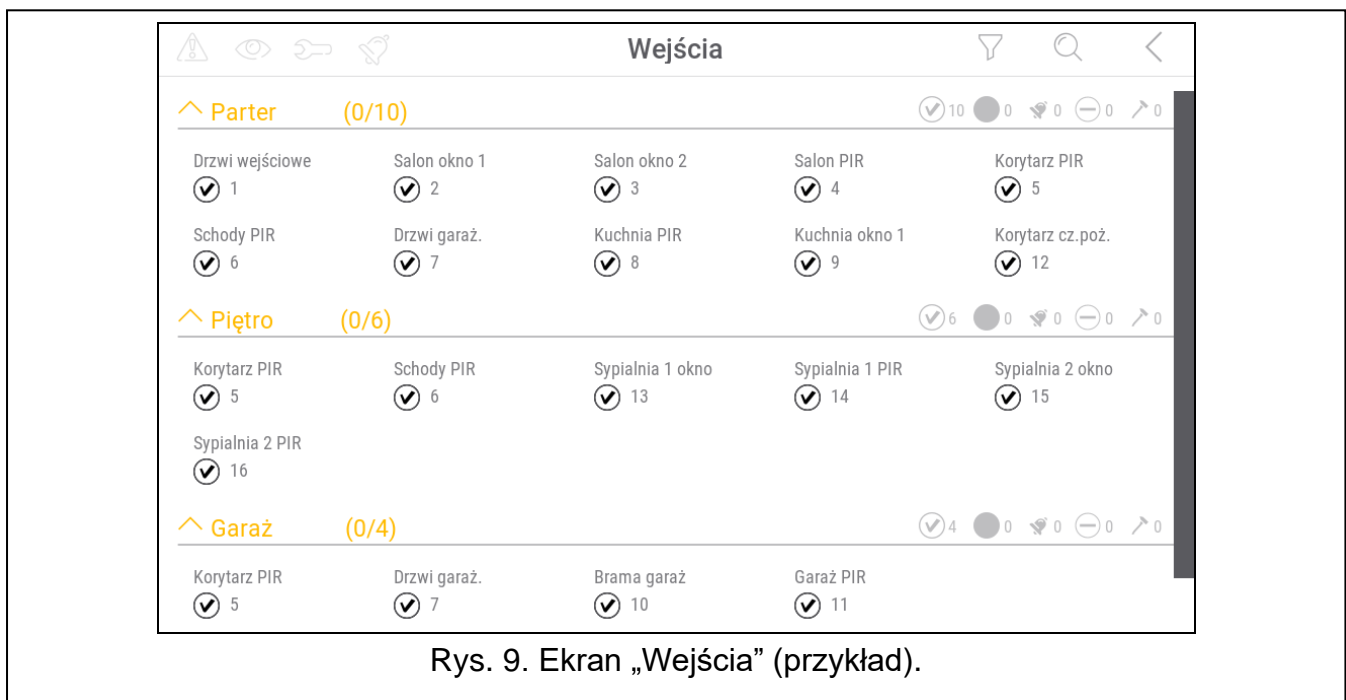 Wejścia
Parter (0/10) 10 0 0 0 0
Drzwi wejściowe Salon okno 1 Salon okno 2 Salon PIR Korytarz PIR
1 2 3 4 5
Schody PIR Drzwi garaż. Kuchnia PIR Kuchnia okno 1 Korytarz cz.poż.
6 7 8 9 12
Piętro (0/6) 6 0 0 0 0
Korytarz PIR Schody PIR Sypialnia 1 okno Sypialnia 1 PIR Sypialnia 2 okno
5 6 13 14 15
Sypialnia 2 PIR
16
Garaż (0/4) 4 0 0 0 0
Korytarz PIR Drzwi garaż. Brama garaż Garaż PIR
5 7 10 11
Rys. 9. Ekran „Wejścia” (przykład).